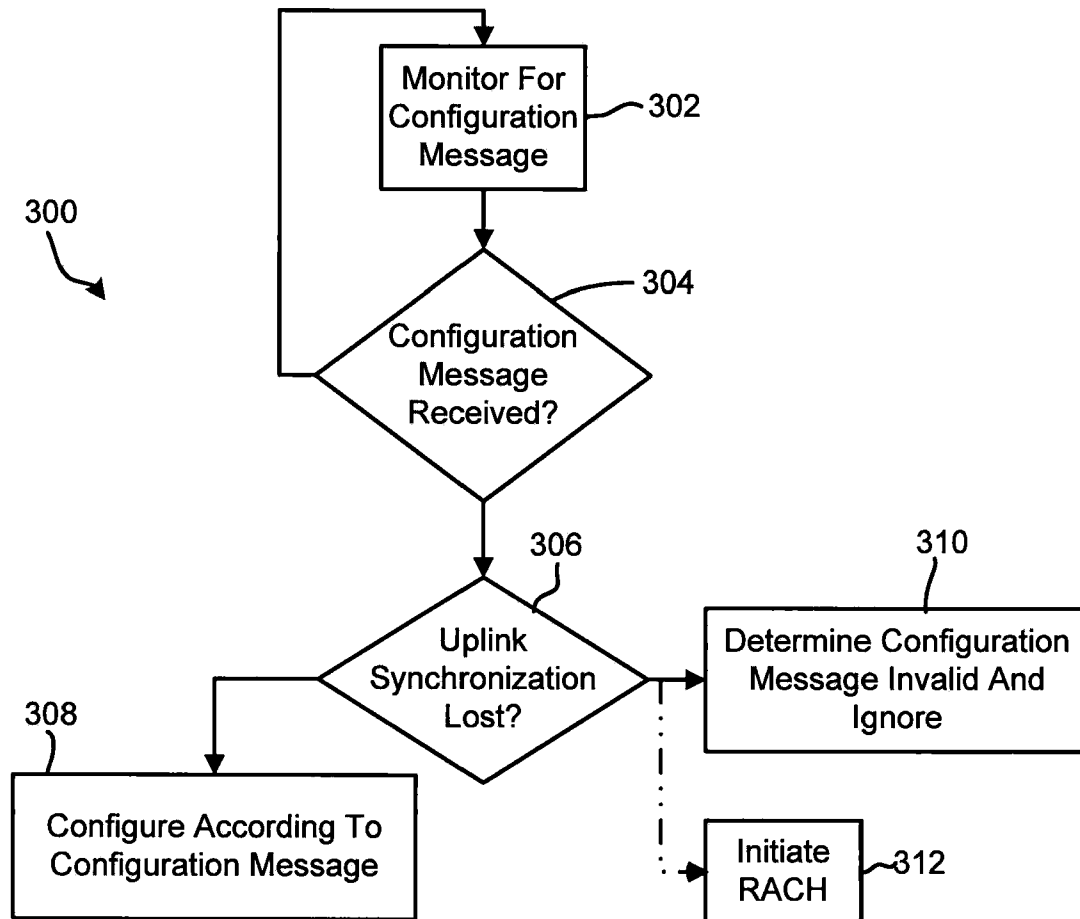 Monitor For
Configuration
Message
302
300
304
Configuration
Message
Received?
306
310
Uplink
Synchronization
Lost?
Determine Configuration
Message Invalid And
Ignore
308
Configure According To
Configuration Message
Initiate
RACH
312